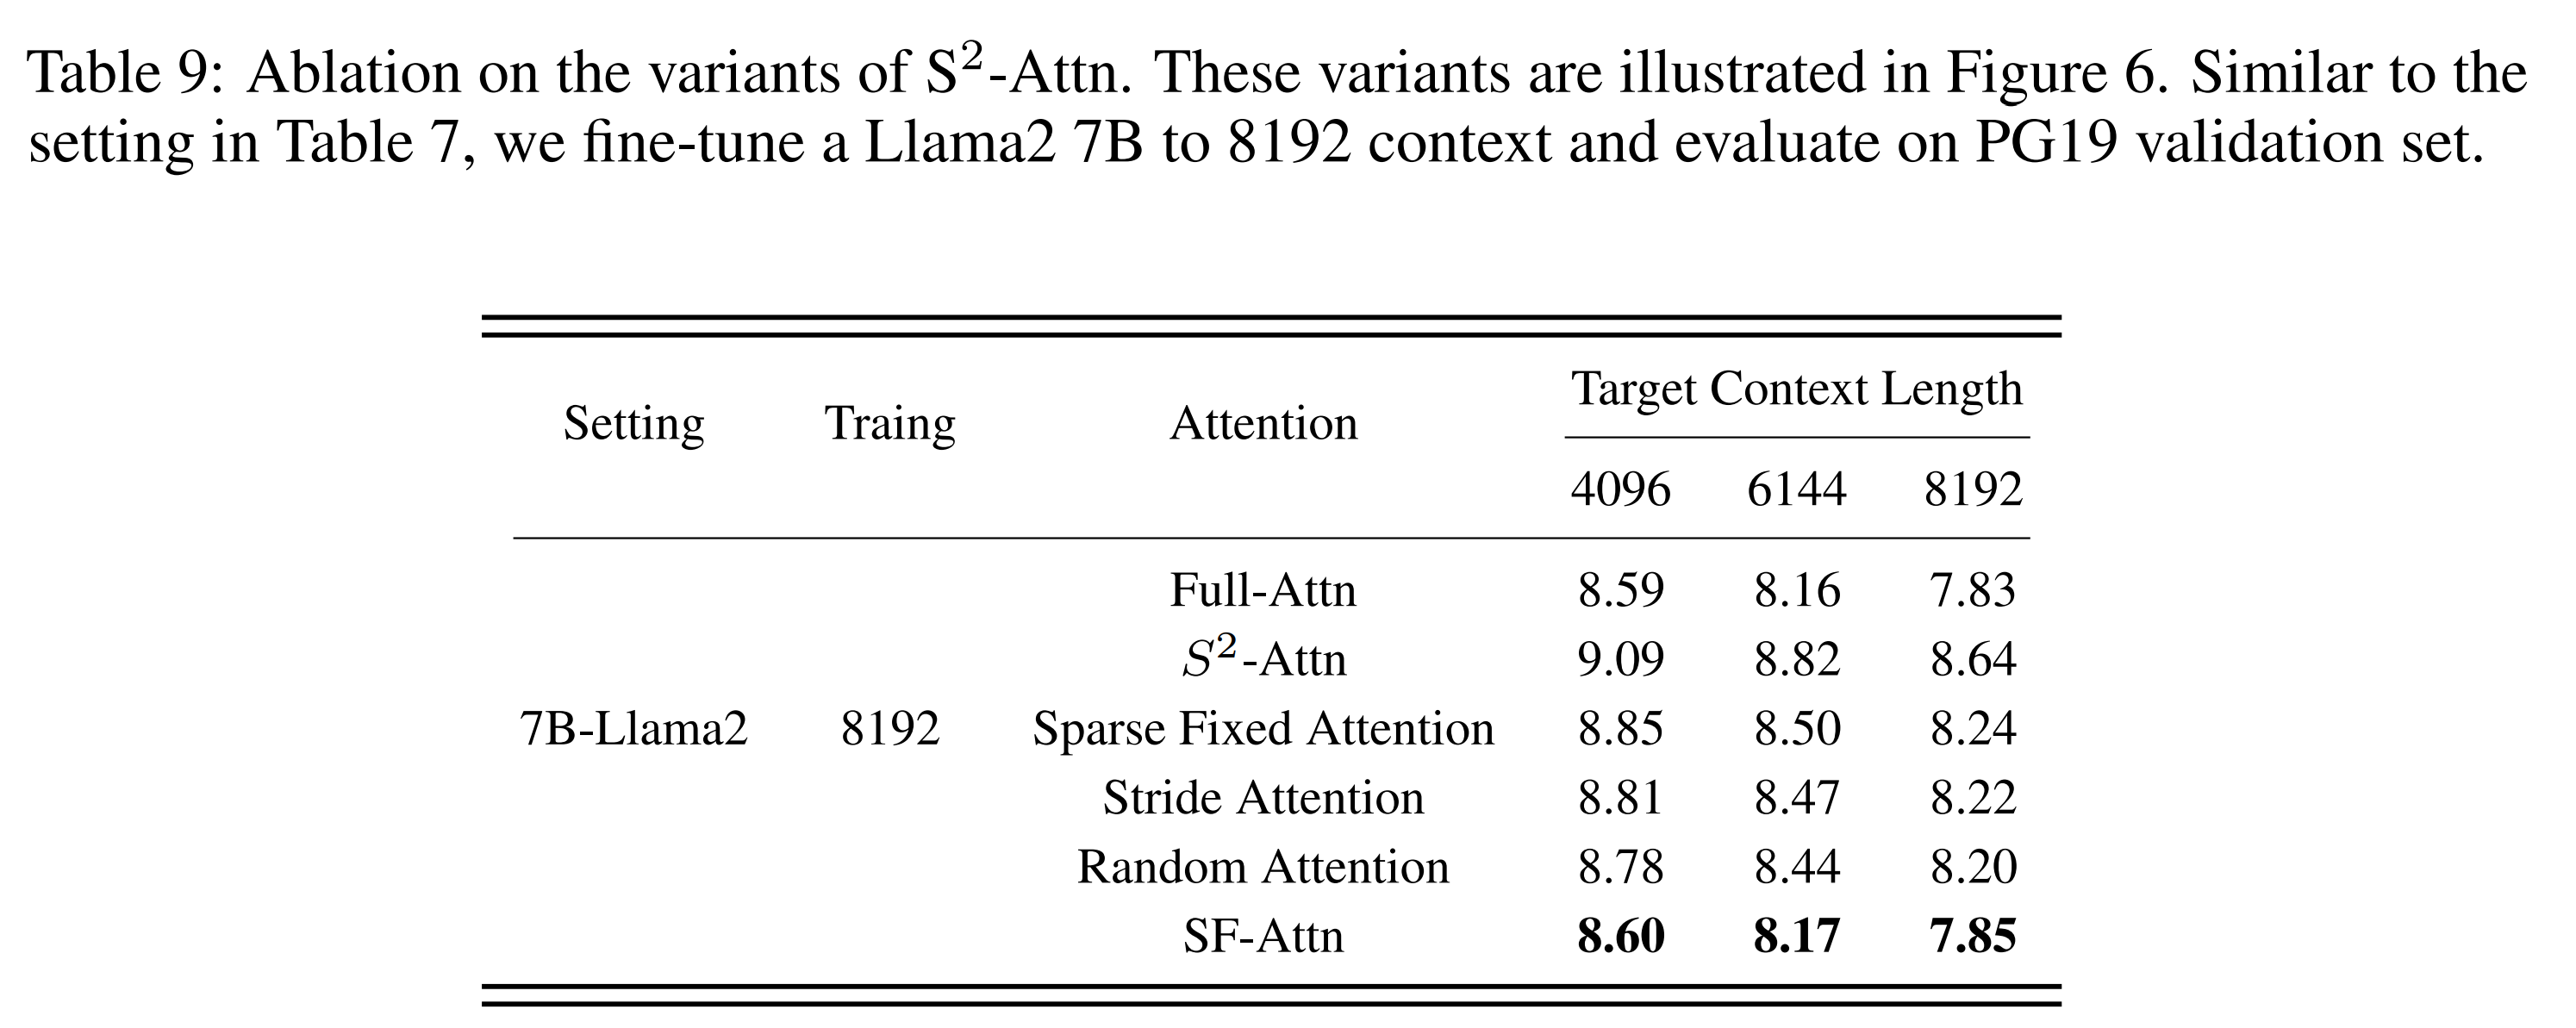 Table 9: Ablation on the variants of S²-Attn. These variants are illustrated in Figure 6. Similar to the
setting in Table 7, we fine-tune a Llama2 7B to 8192 context and evaluate on PG19 validation set.
Setting Traing Attention Target Context Length
4096 6144 8192
Full-Attn 8.59 8.16 7.83
S²-Attn 9.09 8.82 8.64
7B-Llama2 8192 Sparse Fixed Attention 8.85 8.50 8.24
Stride Attention 8.81 8.47 8.22
Random Attention 8.78 8.44 8.20
SF-Attn 8.60 8.17 7.85